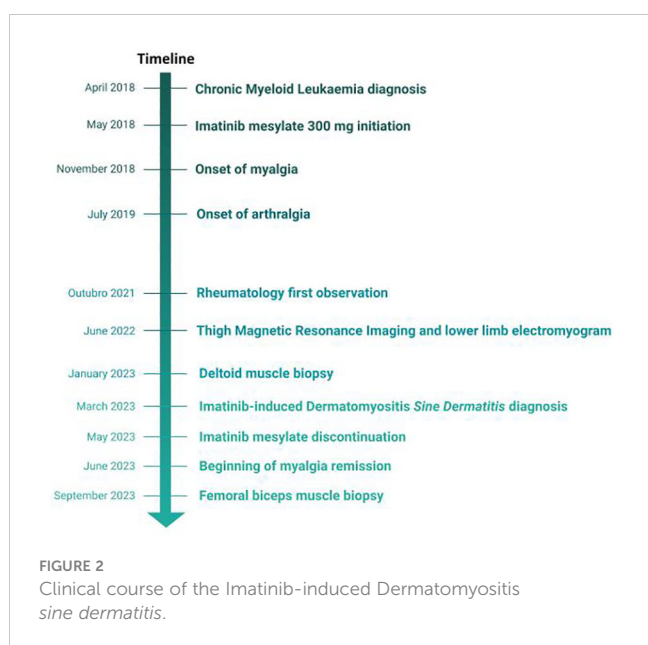 Timeline
April 2018 Chronic Myeloid Leukaemia diagnosis
May 2018 Imatinib mesylate 300 mg initiation
November 2018 Onset of myalgia
July 2019 Onset of arthralgia
Outubro 2021 Rheumatology first observation
June 2022 Thigh Magnetic Resonance Imaging and lower limb electromyogram
January 2023 Deltoid muscle biopsy
March 2023 Imatinib-induced Dermatomyositis Sine Dermatitis diagnosis
May 2023 Imatinib mesylate discontinuation
June 2023 Beginning of myalgia remission
September 2023 Femoral biceps muscle biopsy
FIGURE 2
Clinical course of the Imatinib-induced Dermatomyositis
sine dermatitis.